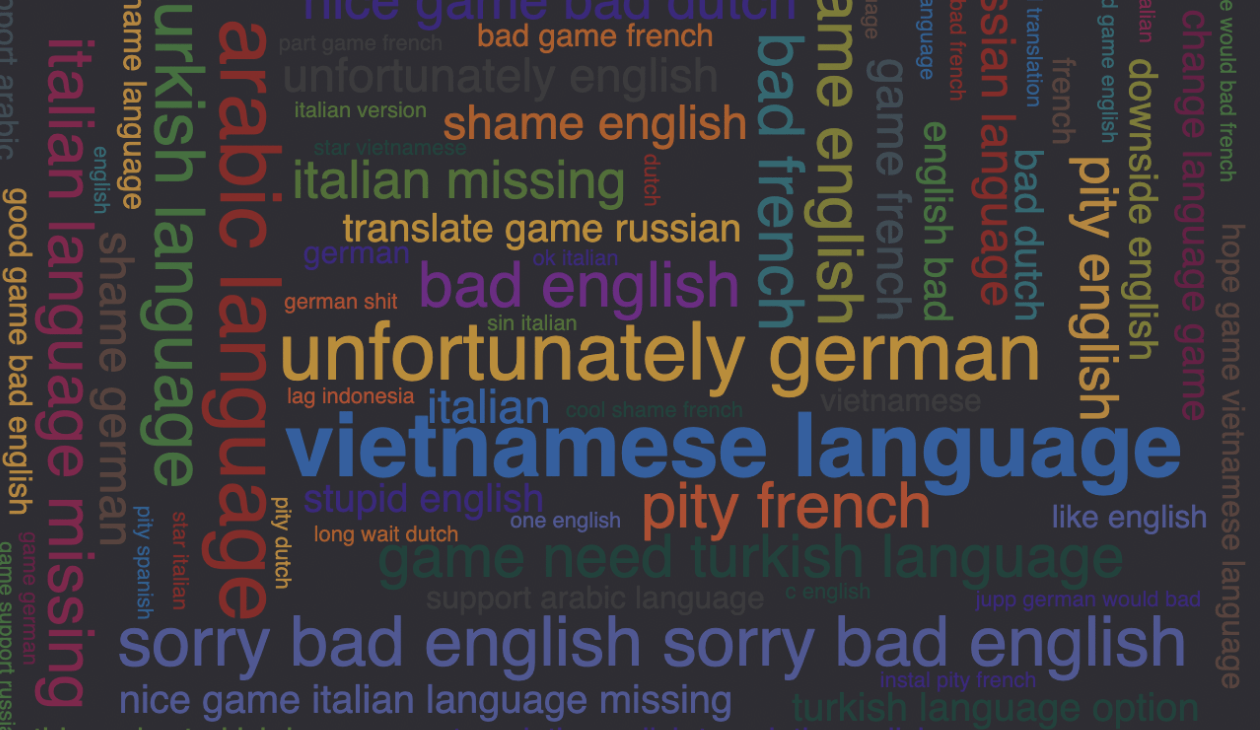 nice game bad dutch
part game french
bad game french
unfortunately english
italian version
shame english
star vietnamese
italian missing
dutch
translate game russian
german
ok italian
bad english
german shit
sin italian
unfortunately german
lag indonesia
italian
cool shame french
vietnamese
vietnamese language
stupid english
one english
pity french
like english
long wait dutch
game need turkish language
support arabic language
c english
jupp german would bad
sorry bad english sorry bad english
instal pity french
nice game italian language missing
turkish language option
support arabic
good game bad english
game support russia
game german
italian language missing
english
name language
shame german
pity spanish
urkish language
star italian
arabic language
pity dutch
bad french
ame english
game french
anguage
english bad
bad french
ssian language
bad dutch
translation
french
pity english
game english
downside english
alian
change language game
would bad french
hope game vietnamese language